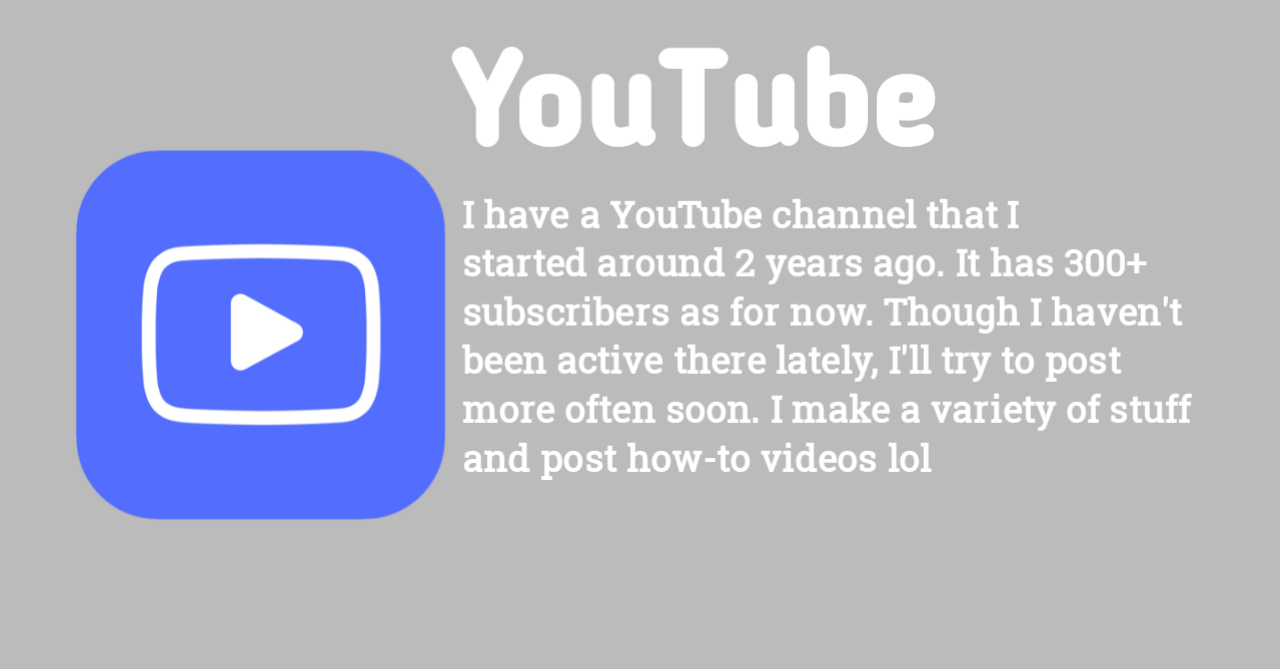 YouTube
I have a YouTube channel that I
started around 2 years ago. It has 300+
subscribers as for now. Though I haven't
been active there lately, I'll try to post
more often soon. I make a variety of stuff
and post how-to videos lol